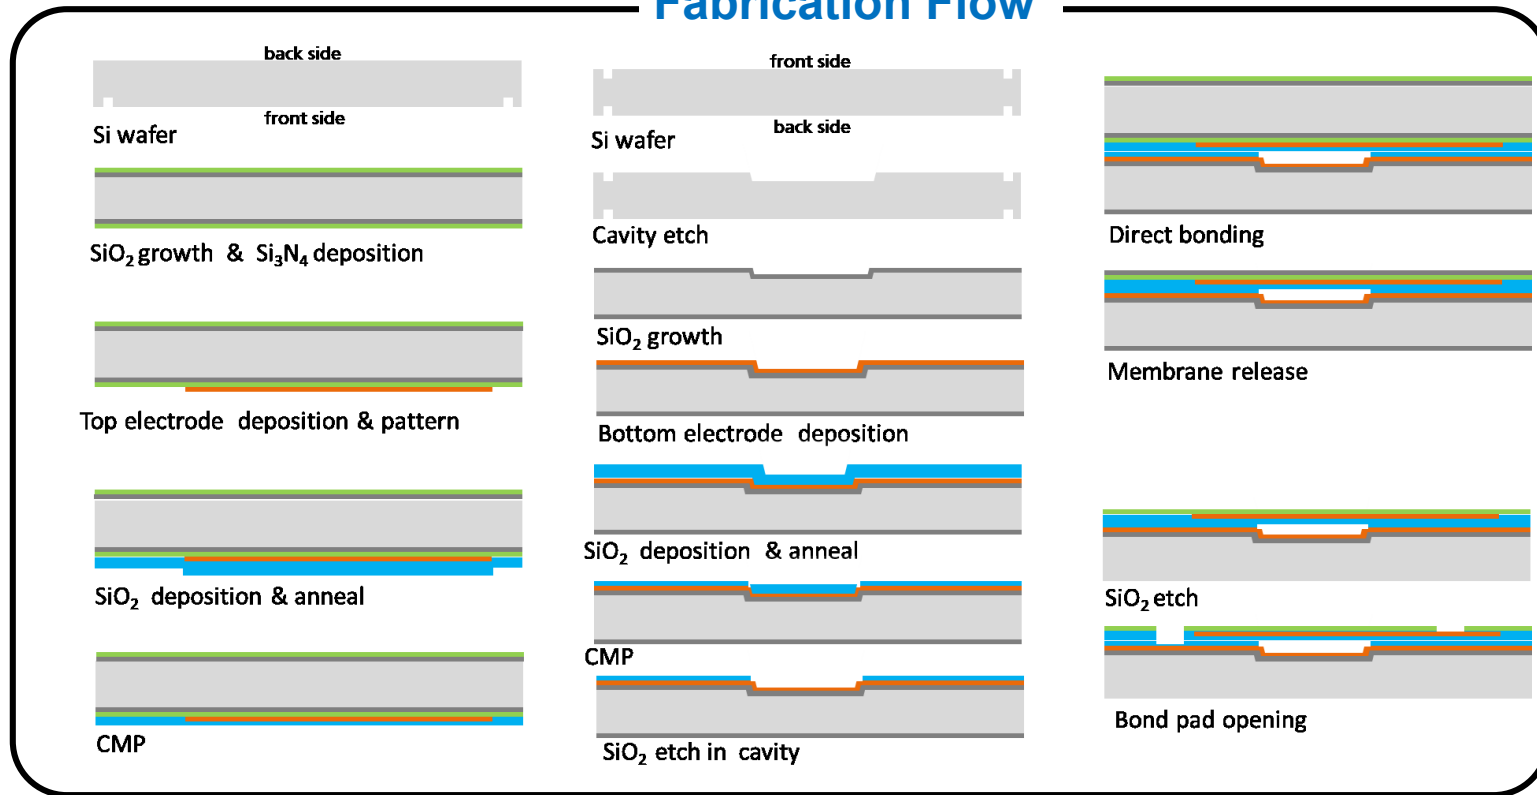 Fabrication Flow
back side
front side
Si wafer
SiO₂ growth & Si₃N₄ deposition
Top electrode deposition & pattern
SiO₂ deposition & anneal
CMP
front side
back side
Si wafer
Cavity etch
SiO₂ growth
Bottom electrode deposition
SiO₂ deposition & anneal
CMP
SiO₂ etch in cavity
Direct bonding
Membrane release
SiO₂ etch
Bond pad opening